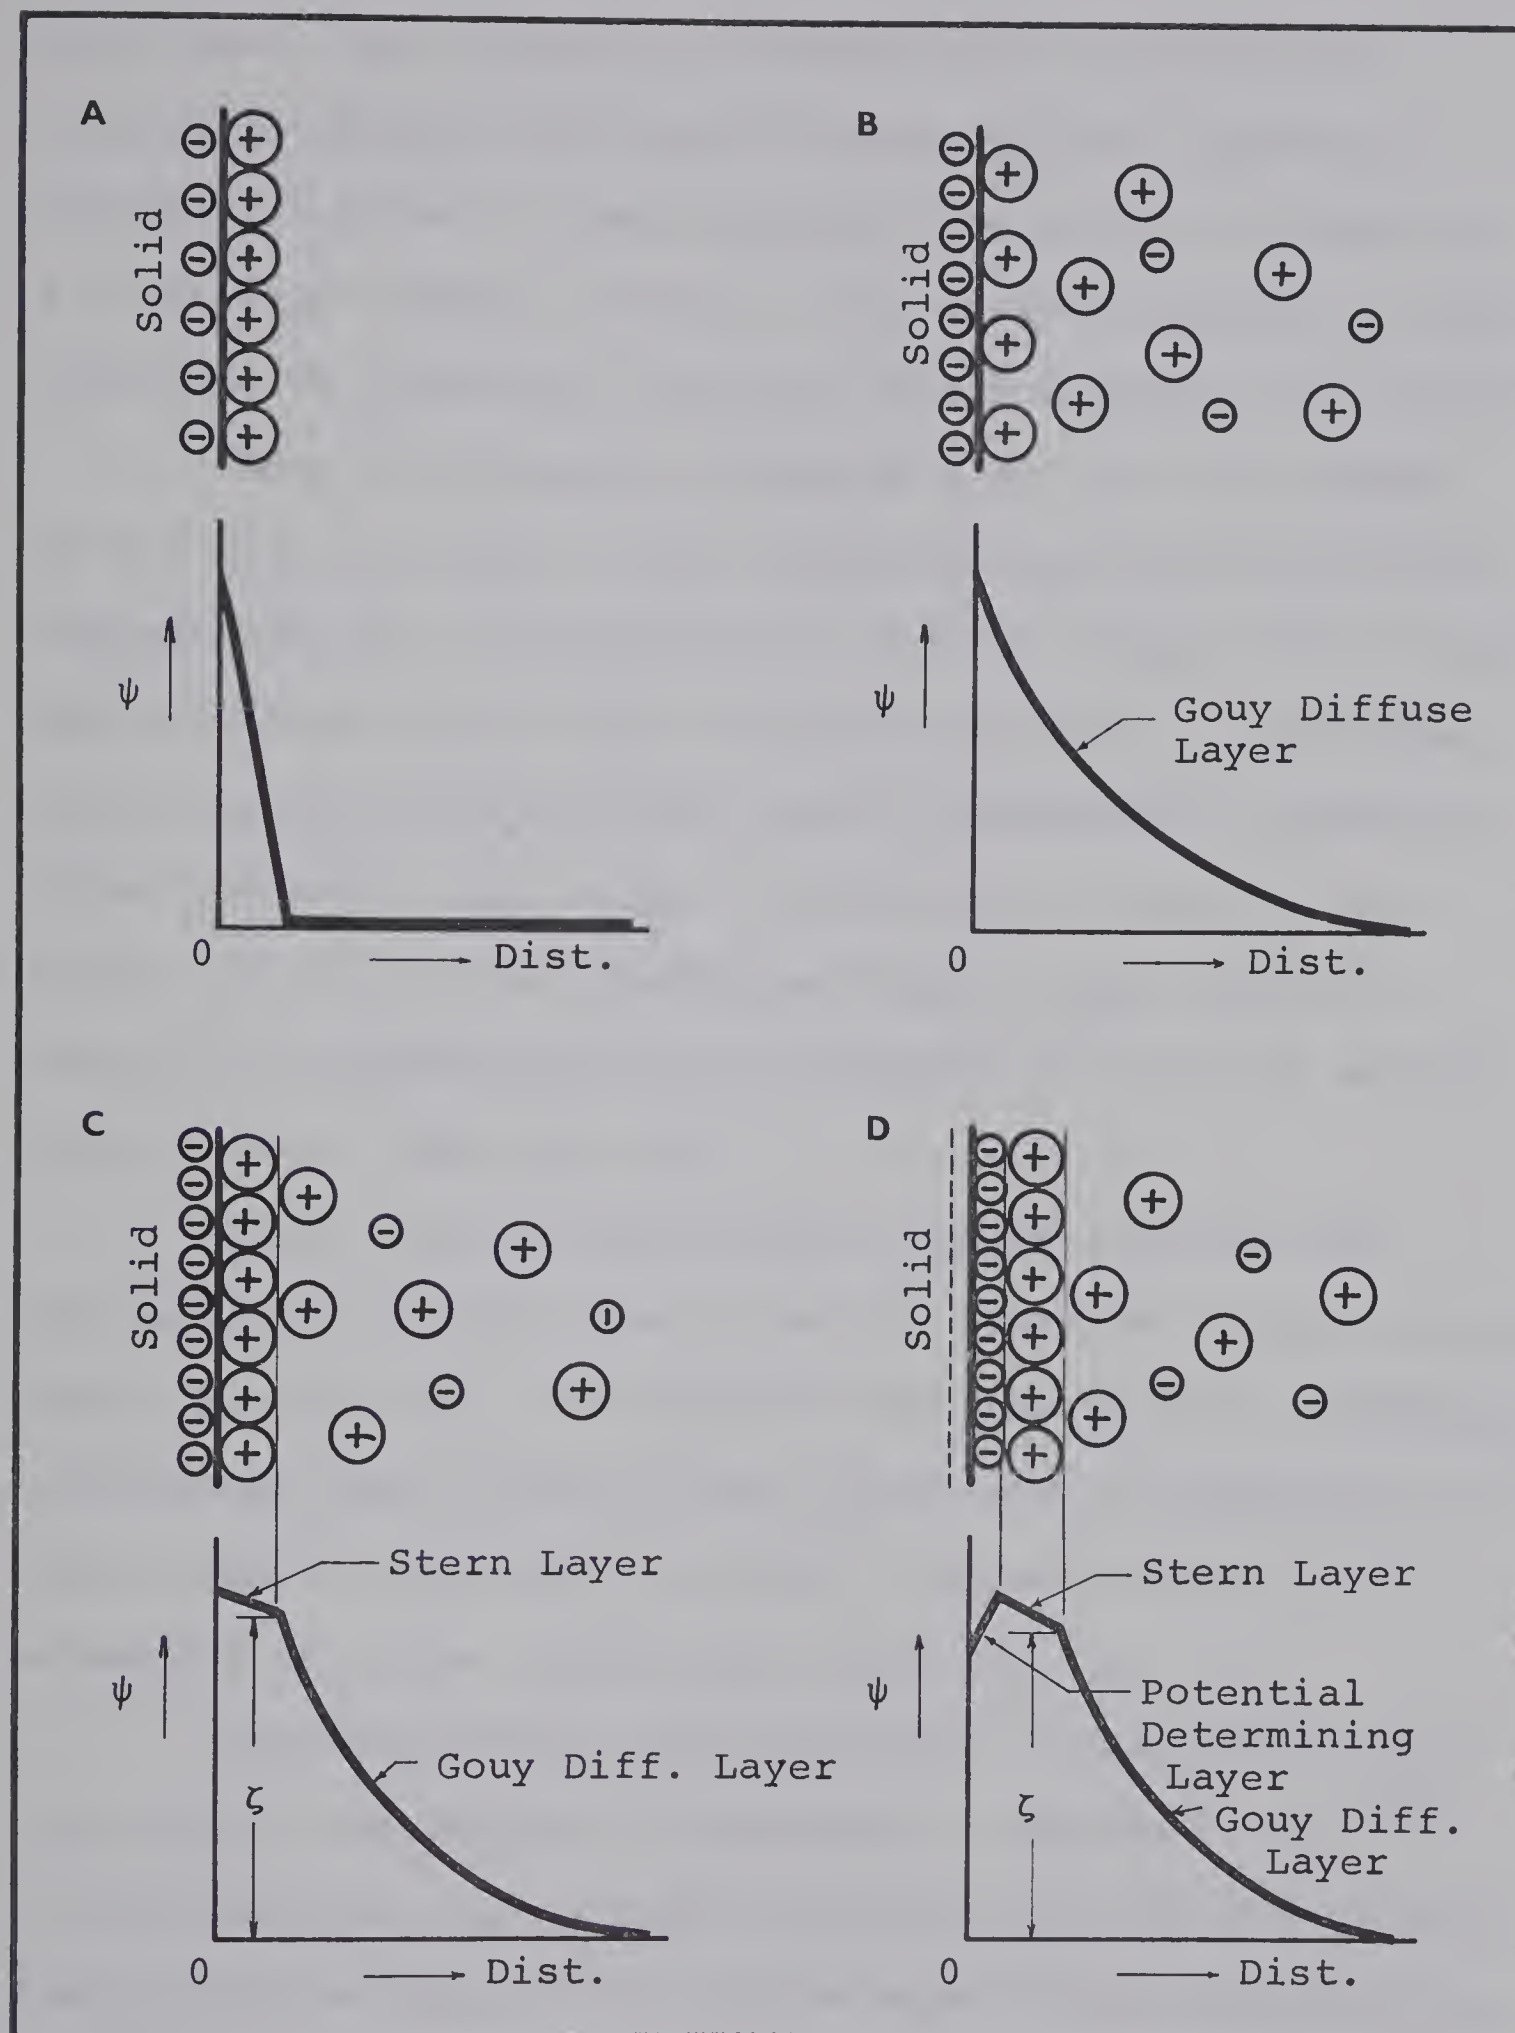 A
Solid
ψ
0
Dist.
B
Solid
ψ
Gouy Diffuse
Layer
0
Dist.
C
Solid
Stern Layer
ψ
ζ
Gouy Diff. Layer
0
Dist.
D
Solid
Stern Layer
ψ
Potential
Determining
Layer
ζ
Gouy Diff.
Layer
0
Dist.